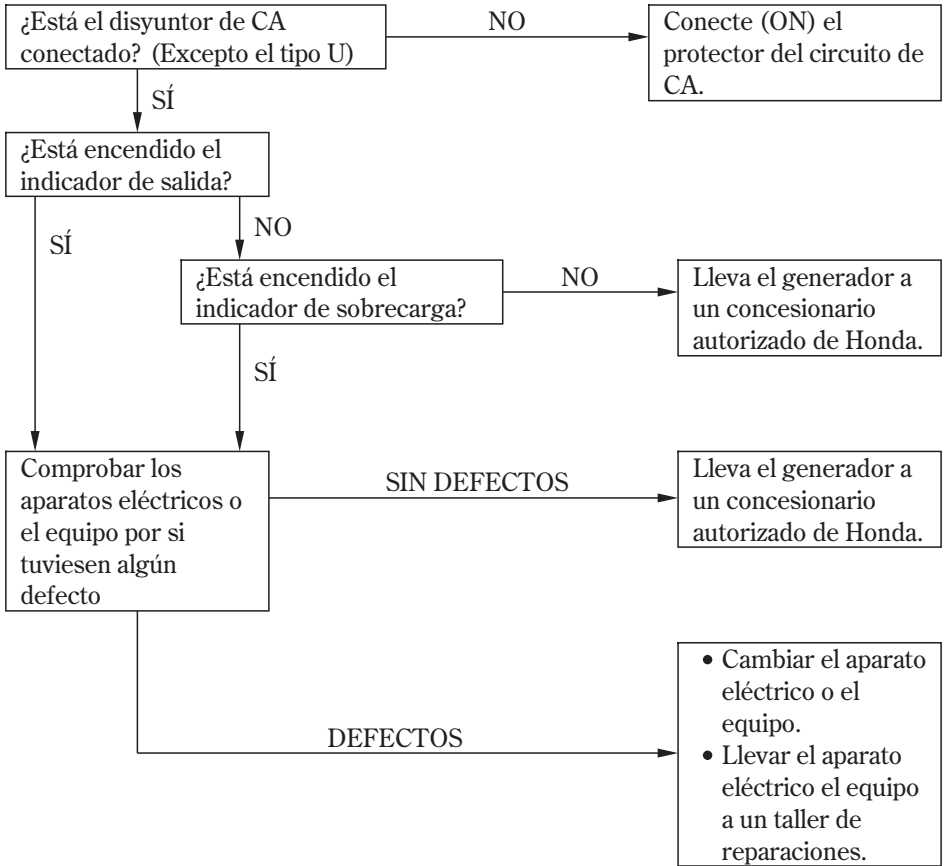 ¿Está el disyuntor de CA
conectado? (Excepto el tipo U)
NO
Conecte (ON) el
protector del circuito de
CA.
SÍ
¿Está encendido el
indicador de salida?
SÍ
NO
¿Está encendido el
indicador de sobrecarga?
NO
Lleva el generador a
un concesionario
autorizado de Honda.
SÍ
Comprobar los
aparatos eléctricos o
el equipo por si
tuviesen algún
defecto
SIN DEFECTOS
Lleva el generador a
un concesionario
autorizado de Honda.
DEFECTOS
• Cambiar el aparato
eléctrico o el
equipo.
• Llevar el aparato
eléctrico el equipo
a un taller de
reparaciones.